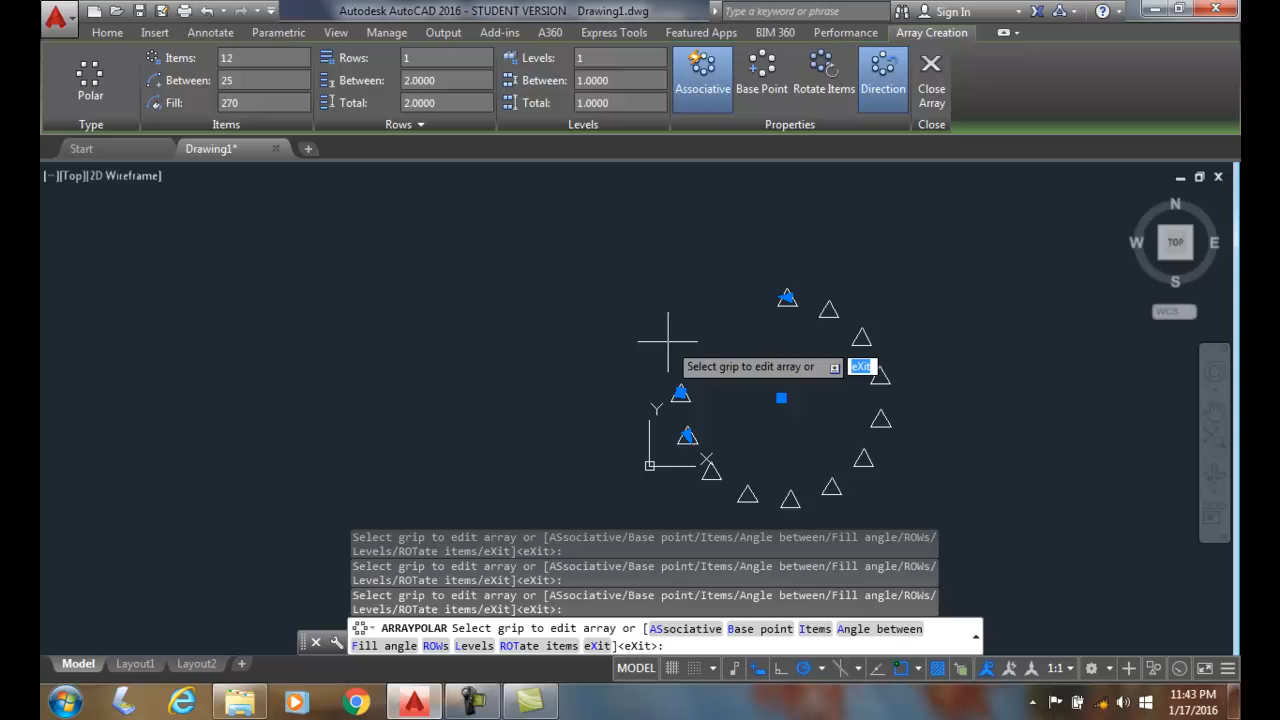 Autodesk AutoCAD 2016 - STUDENT VERSION Drawing1.dwg
Type a keyword or phrase
Sign In
Home Insert Annotate Parametric View Manage Output Add-ins A360 Express Tools Featured Apps BIM 360 Performance Array Creation
Polar
Type
Items: 12
Between: 25
Fill: 270
Items
Rows: 1
Between: 2.0000
Total: 2.0000
Rows
Levels: 1
Between: 1.0000
Total: 1.0000
Levels
Associative Base Point Rotate Items Direction
Properties
Close
Array
Close
Start Drawing1*
[−][Top][2D Wireframe]
N
W TOP E
S
WCS
Select grip to edit array or eXit
Y
X
Select grip to edit array or [ASsociative/Base point/Items/Angle between/Fill angle/ROWs/
Levels/ROTate items/eXit]<eXit>:
Select grip to edit array or [ASsociative/Base point/Items/Angle between/Fill angle/ROWs/
Levels/ROTate items/eXit]<eXit>:
Select grip to edit array or [ASsociative/Base point/Items/Angle between/Fill angle/ROWs/
Levels/ROTate items/eXit]<eXit>:
ARRAYPOLAR Select grip to edit array or [ASsociative Base point Items Angle between
Fill angle ROWs Levels ROTate items eXit]<eXit>:
Model Layout1 Layout2
MODEL
1:1
11:43 PM
1/17/2016